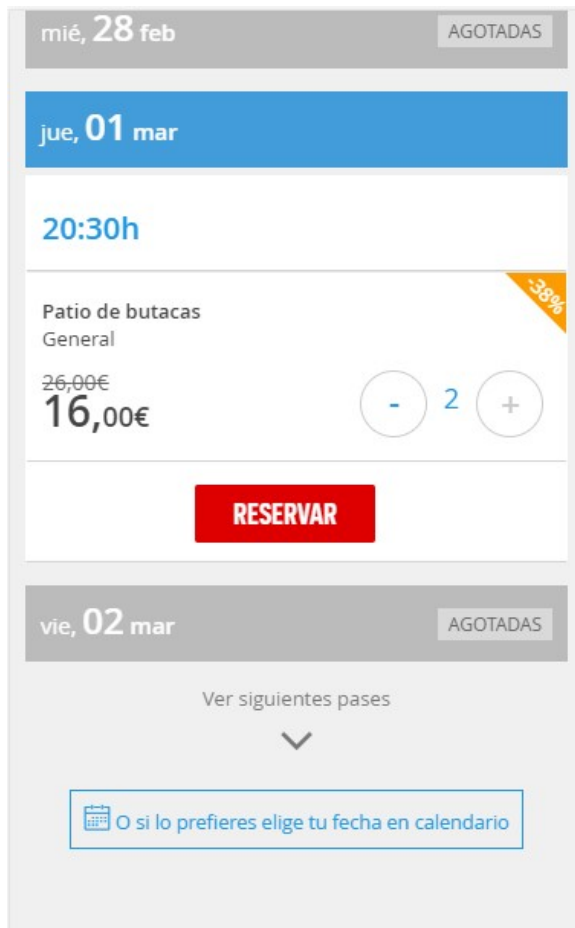 mié, 28 feb AGOTADAS
jue, 01 mar
20:30h
-38%
Patio de butacas
General
26,00€
16,00€
- 2 +
RESERVAR
vie, 02 mar AGOTADAS
Ver siguientes pases
O si lo prefieres elige tu fecha en calendario